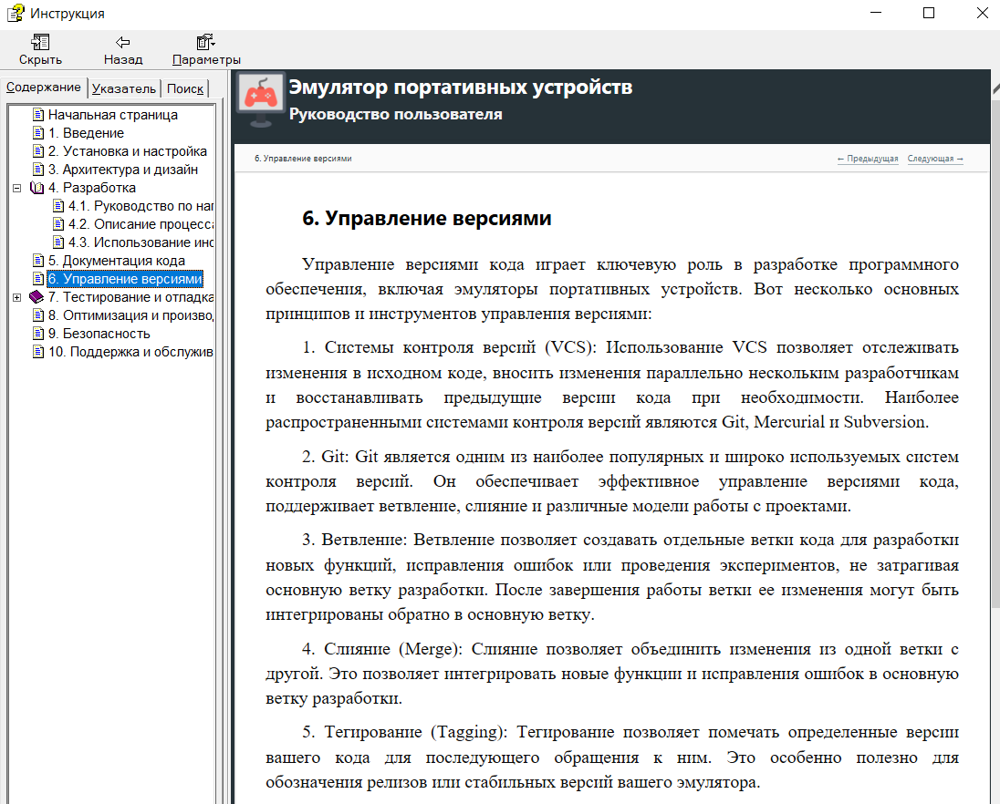 Инструкция
Скрыть
Назад
Параметры
Содержание
Указатель
Поиск
Начальная страница
1. Введение
2. Установка и настройка
3. Архитектура и дизайн
4. Разработка
4.1. Руководство по
4.2. Описание
4.3. Использование
5. Документация кода
6. Управление версиями
7. Тестирование и отладка
8. Оптимизация и
9. Безопасность
10. Поддержка и
Эмулятор портативных устройств
Руководство пользователя
6. Управление версиями
← Предыдущая
Следующая →
6. Управление версиями
Управление версиями кода играет ключевую роль в разработке программного
обеспечения, включая эмуляторы портативных устройств. Вот несколько основных
принципов и инструментов управления версиями:
1. Системы контроля версий (VCS): Использование VCS позволяет отслеживать
изменения в исходном коде, вносить изменения параллельно нескольким разработчикам
и восстанавливать предыдущие версии кода при необходимости. Наиболее
распространенными системами контроля версий являются Git, Mercurial и Subversion.
2. Git: Git является одним из наиболее популярных и широко используемых систем
контроля версий. Он обеспечивает эффективное управление версиями кода,
поддерживает ветвление, слияние и различные модели работы с проектами.
3. Ветвление: Ветвление позволяет создавать отдельные ветки кода для разработки
новых функций, исправления ошибок или проведения экспериментов, не затрагивая
основную ветку разработки. После завершения работы ветки ее изменения могут быть
интегрированы обратно в основную ветку.
4. Слияние (Merge): Слияние позволяет объединить изменения из одной ветки с
другой. Это позволяет интегрировать новые функции и исправления ошибок в основную
ветку разработки.
5. Тегирование (Tagging): Тегирование позволяет помечать определенные версии
вашего кода для последующего обращения к ним. Это особенно полезно для
обозначения релизов или стабильных версий вашего эмулятора.